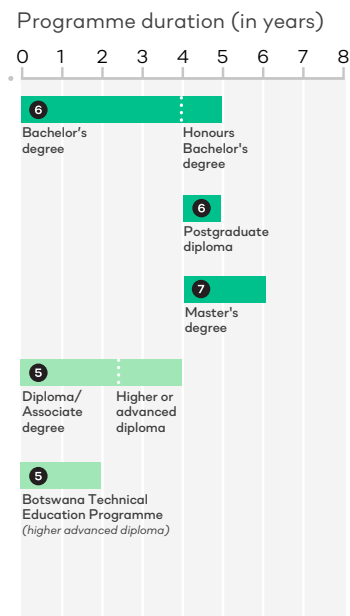 Programme duration (in years)
0 1 2 3 4 5 6 7 8
6
Bachelor's
degree
Honours
Bachelor's
degree
6
Postgraduate
diploma
7
Master's
degree
5
Diploma/
Associate
degree
Higher or
advanced
diploma
5
Botswana Technical
Education Programme
(higher advanced diploma)